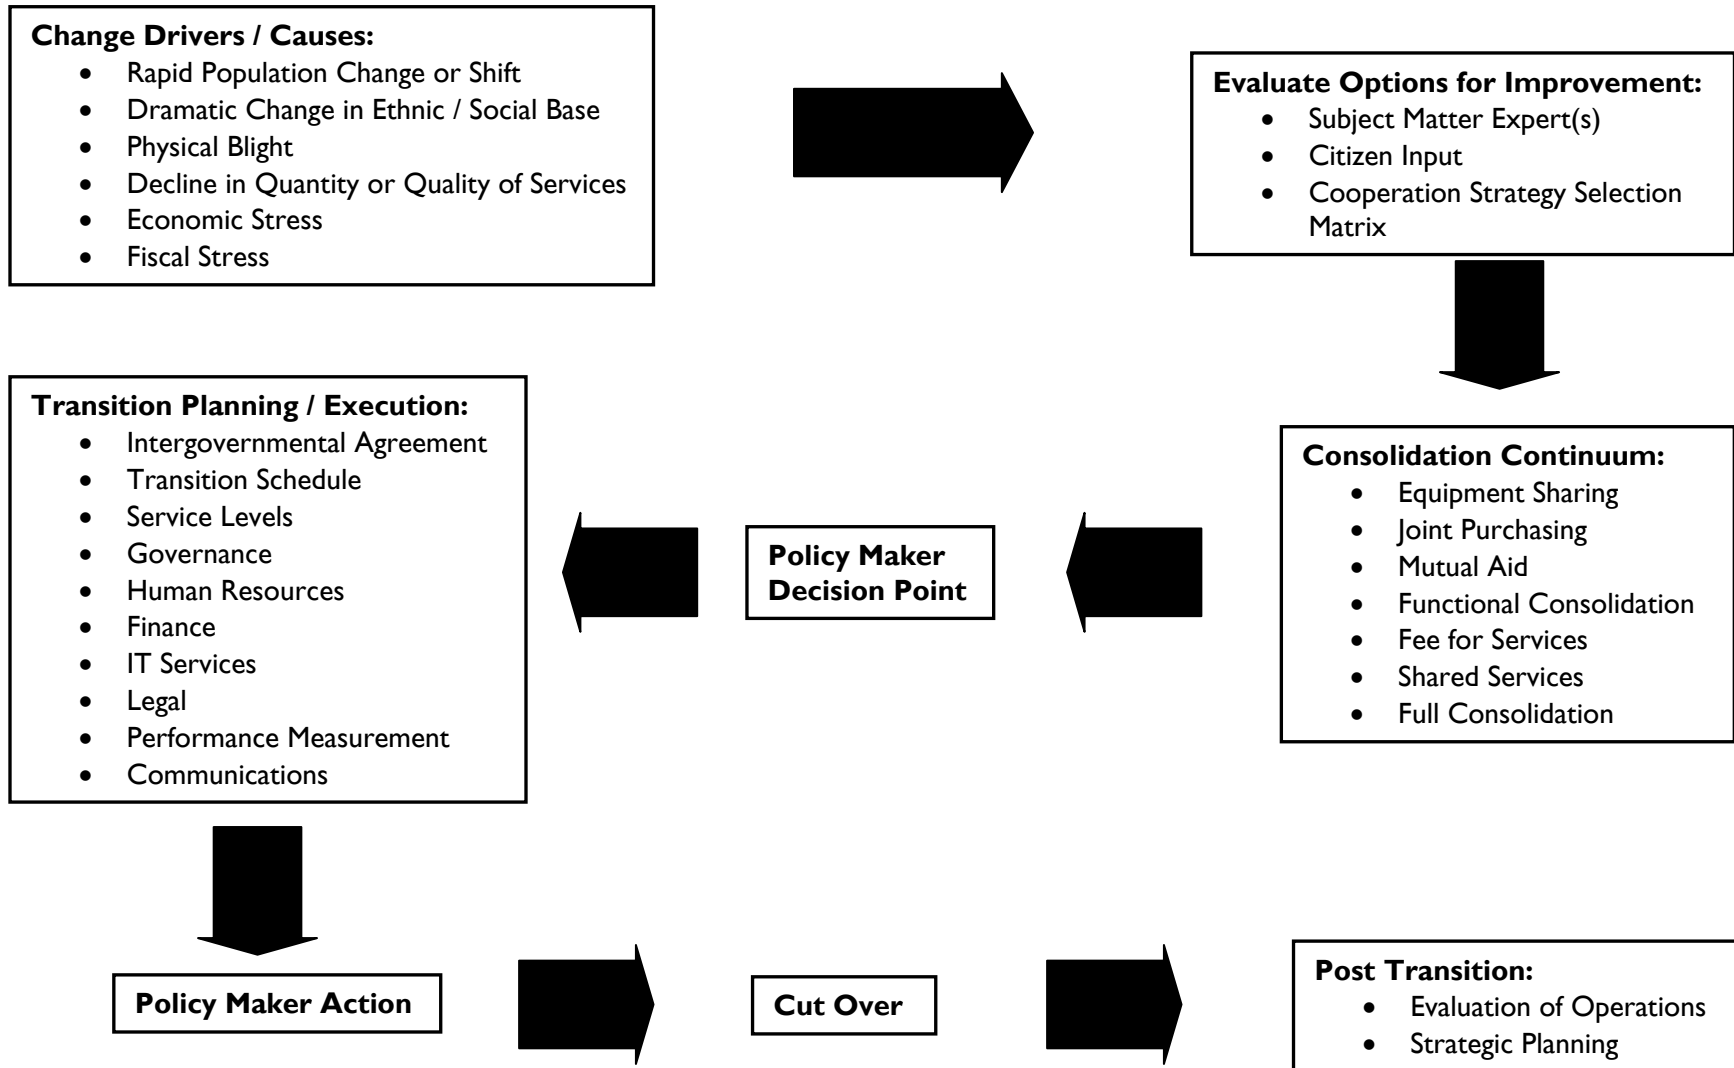 Change Drivers / Causes:
• Rapid Population Change or Shift
• Dramatic Change in Ethnic / Social Base
• Physical Blight
• Decline in Quantity or Quality of Services
• Economic Stress
• Fiscal Stress
Evaluate Options for Improvement:
• Subject Matter Expert(s)
• Citizen Input
• Cooperation Strategy Selection
Matrix
Consolidation Continuum:
• Equipment Sharing
• Joint Purchasing
• Mutual Aid
• Functional Consolidation
• Fee for Services
• Shared Services
• Full Consolidation
Policy Maker
Decision Point
Transition Planning / Execution:
• Intergovernmental Agreement
• Transition Schedule
• Service Levels
• Governance
• Human Resources
• Finance
• IT Services
• Legal
• Performance Measurement
• Communications
Policy Maker Action
Cut Over
Post Transition:
• Evaluation of Operations
• Strategic Planning